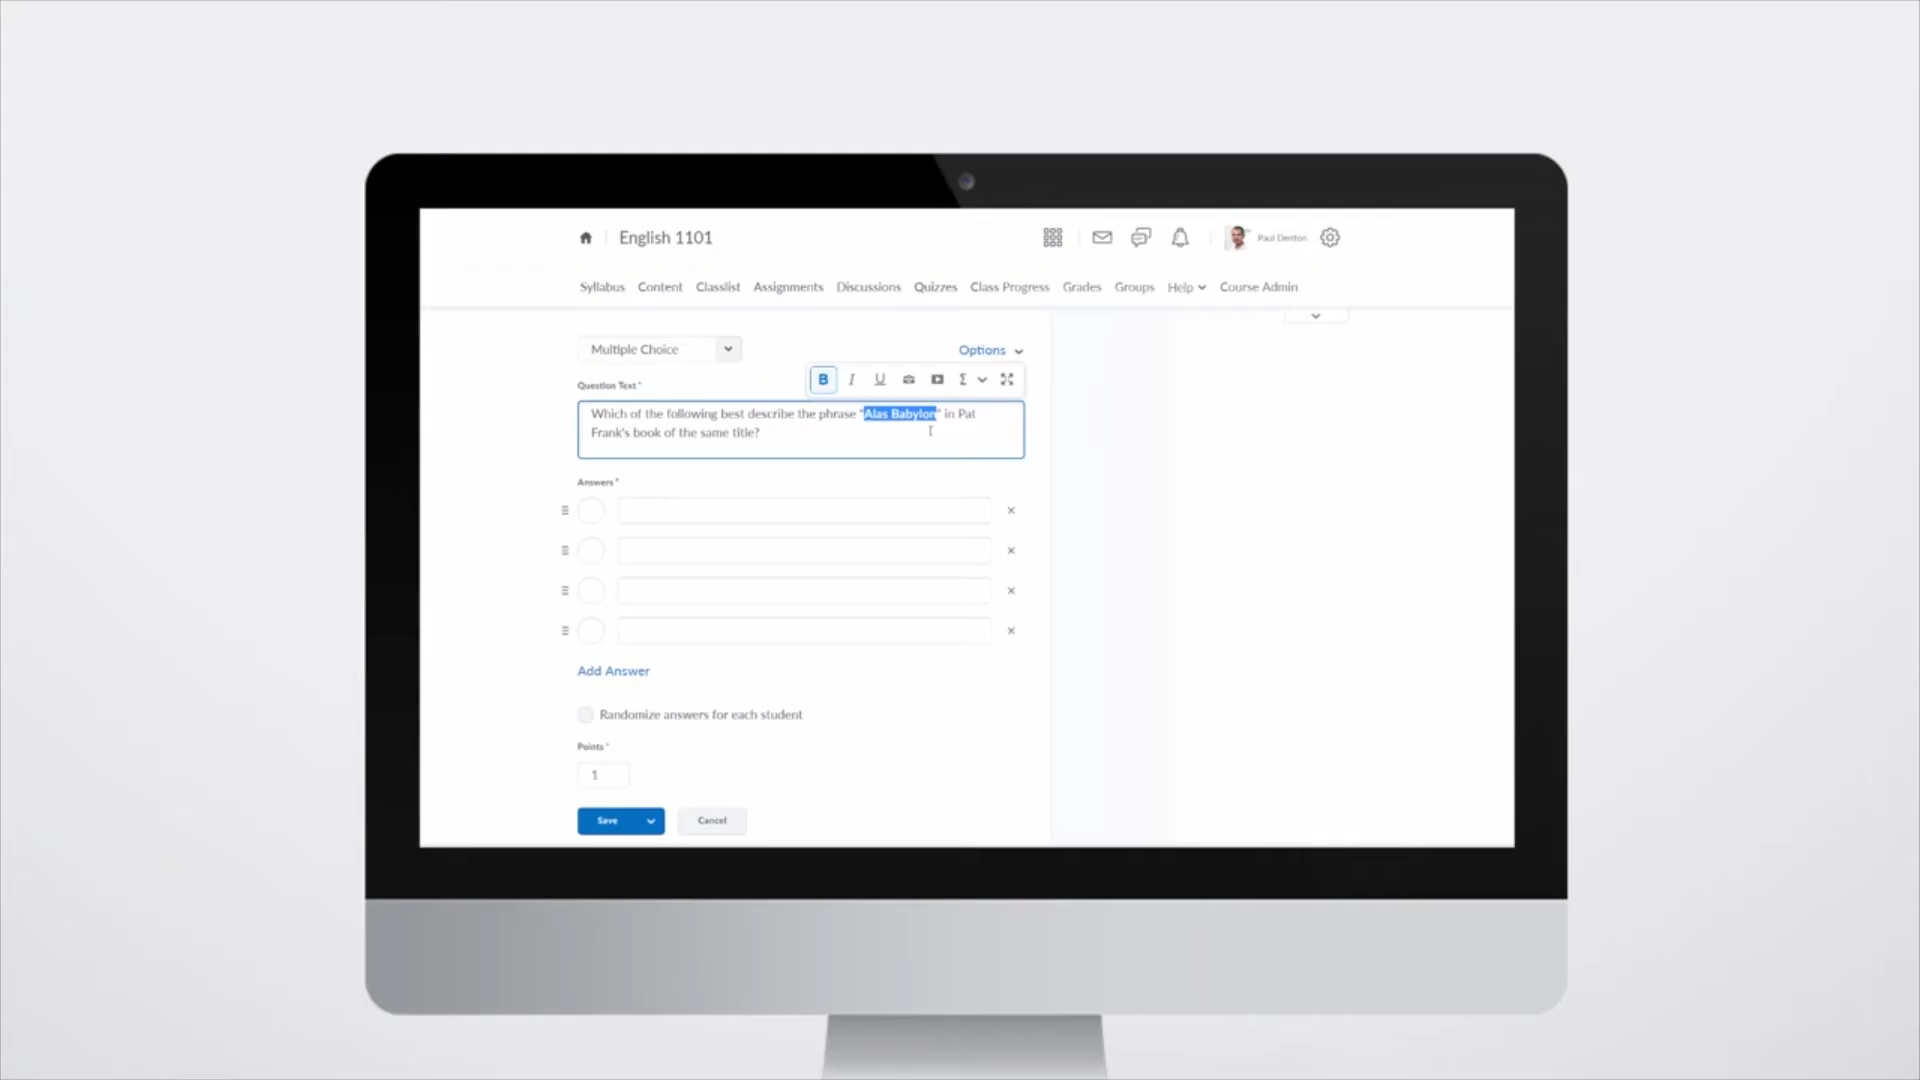 English 1101
Paul Denton
Syllabus Content Classlist Assignments Discussions Quizzes Class Progress Grades Groups Help Course Admin
Multiple Choice
Options
Question Text *
B I U Σ
Which of the following best describe the phrase "Alas Babylon" in Pat
Frank's book of the same title?
Answers *
Add Answer
Randomize answers for each student
Points *
1
Save
Cancel